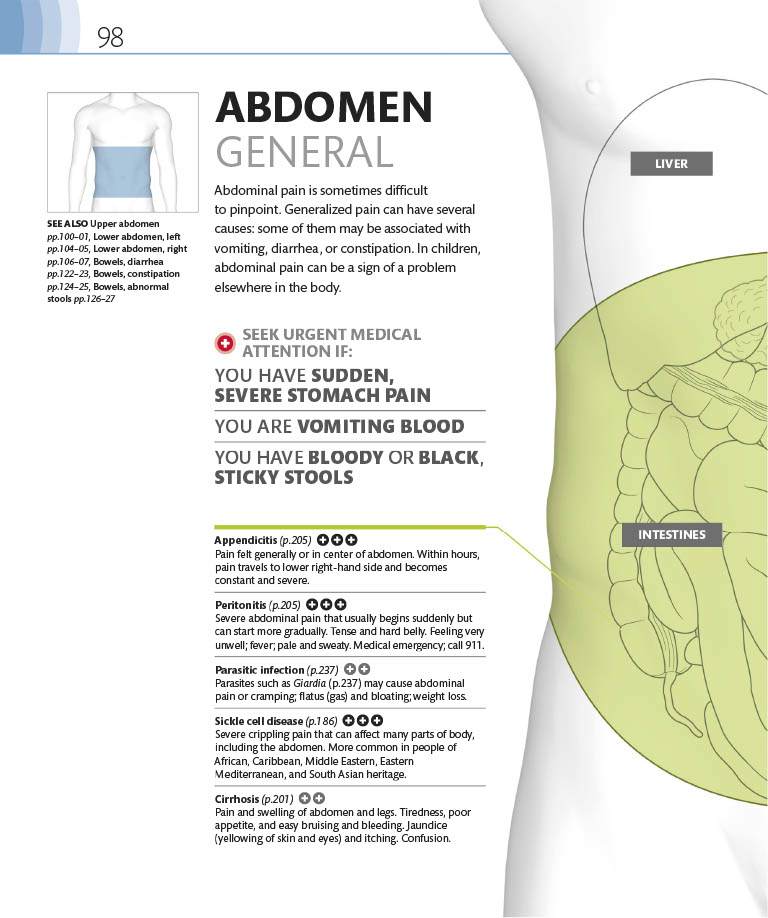 98
ABDOMEN
GENERAL
Abdominal pain is sometimes difficult
to pinpoint. Generalized pain can have several
causes: some of them may be associated with
vomiting, diarrhea, or constipation. In children,
abdominal pain can be a sign of a problem
elsewhere in the body.
SEE ALSO Upper abdomen
pp.100–01, Lower abdomen, left
pp.104–05, Lower abdomen, right
pp.106–07, Bowels, diarrhea
pp.122–23, Bowels, constipation
pp.124–25, Bowels, abnormal
stools pp.126–27
SEEK URGENT MEDICAL
ATTENTION IF:
YOU HAVE SUDDEN,
SEVERE STOMACH PAIN
YOU ARE VOMITING BLOOD
YOU HAVE BLOODY OR BLACK,
STICKY STOOLS
Appendicitis (p.205)
Pain felt generally or in center of abdomen. Within hours,
pain travels to lower right-hand side and becomes
constant and severe.
Peritonitis (p.205)
Severe abdominal pain that usually begins suddenly but
can start more gradually. Tense and hard belly. Feeling very
unwell; fever; pale and sweaty. Medical emergency; call 911.
Parasitic infection (p.237)
Parasites such as Giardia (p.237) may cause abdominal
pain or cramping; flatus (gas) and bloating; weight loss.
Sickle cell disease (p.186)
Severe crippling pain that can affect many parts of body,
including the abdomen. More common in people of
African, Caribbean, Middle Eastern, Eastern
Mediterranean, and South Asian heritage.
Cirrhosis (p.201)
Pain and swelling of abdomen and legs. Tiredness, poor
appetite, and easy bruising and bleeding. Jaundice
(yellowing of skin and eyes) and itching. Confusion.
LIVER
INTESTINES